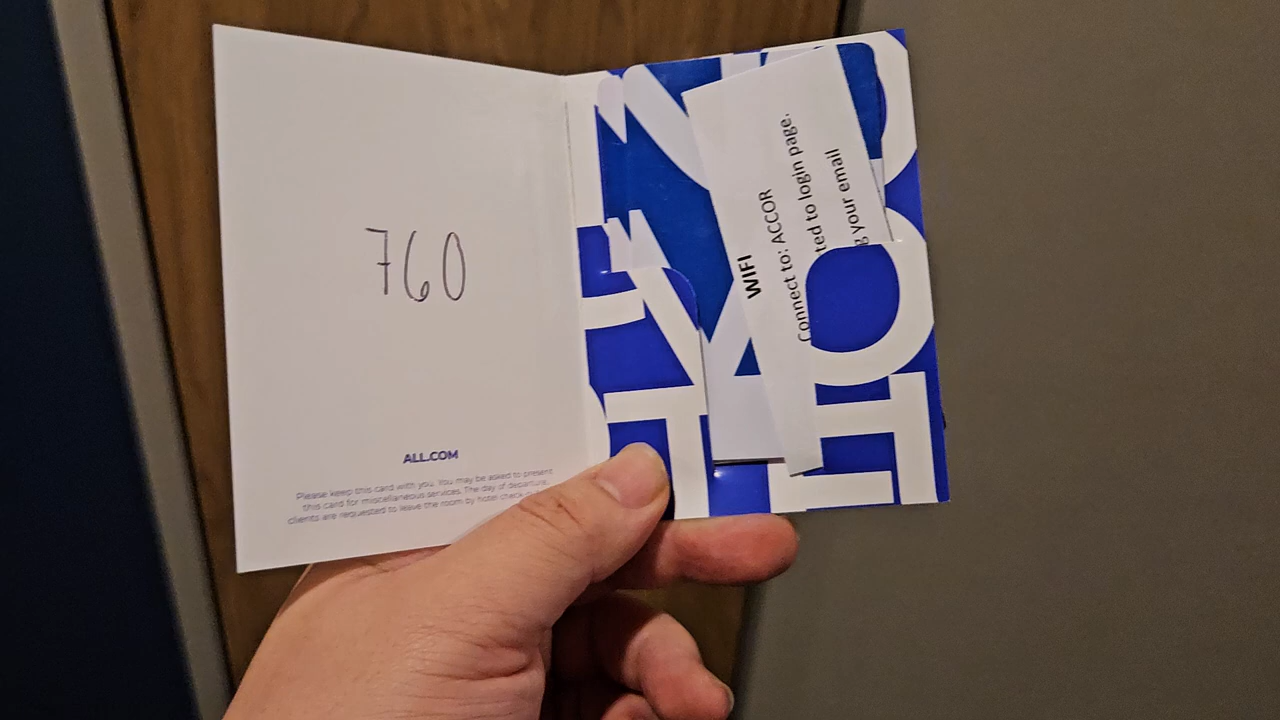 760
ALL.COM
Please keep this card with you. You may be asked to present
this card for miscellaneous services. The day of departure,
clients are requested to leave the room by hotel check
WIFI
Connect to: ACCOR
ted to login page.
g your email